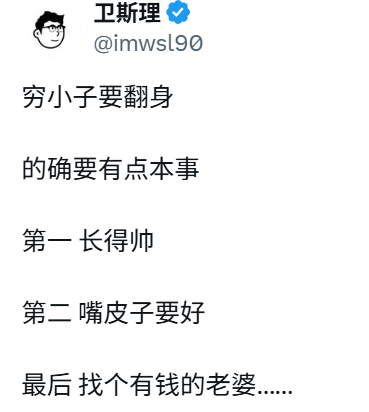 卫斯理
@imwsl90
穷小子要翻身
的确要有点本事
第一 长得帅
第二 嘴皮子要好
最后 找个有钱的老婆……